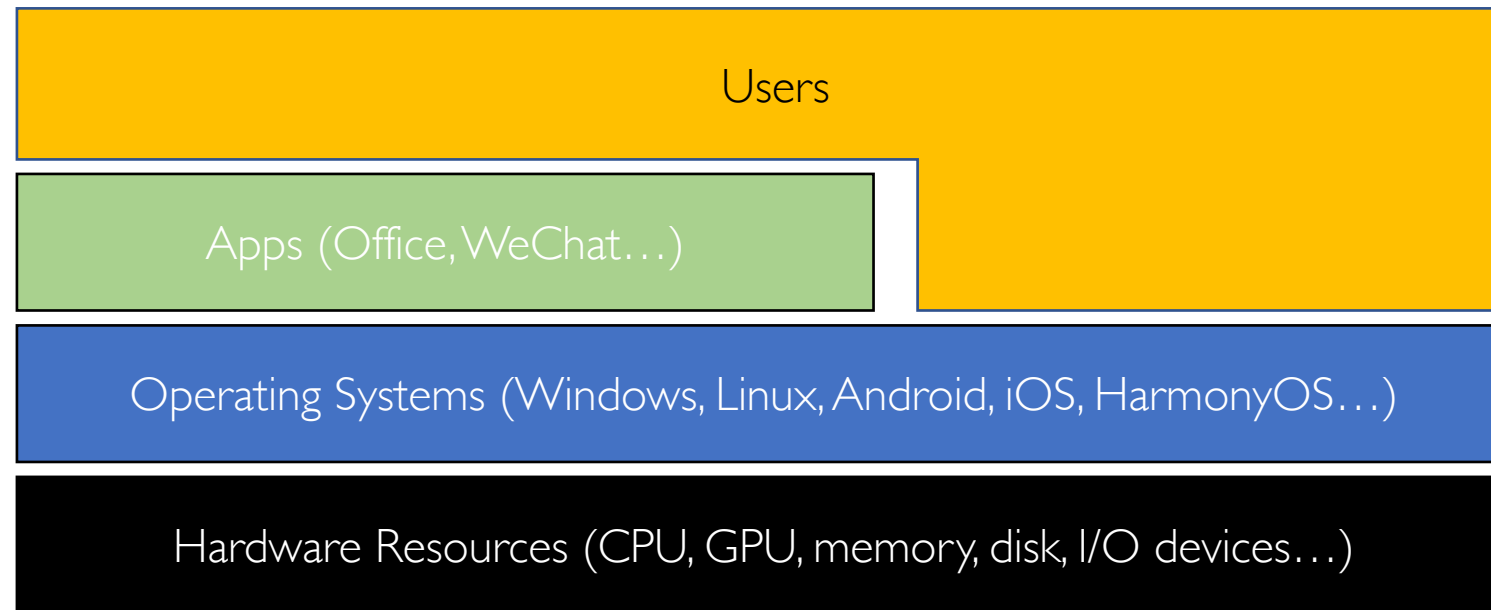 Users
Apps (Office, WeChat…)
Operating Systems (Windows, Linux, Android, iOS, HarmonyOS…)
Hardware Resources (CPU, GPU, memory, disk, I/O devices…)